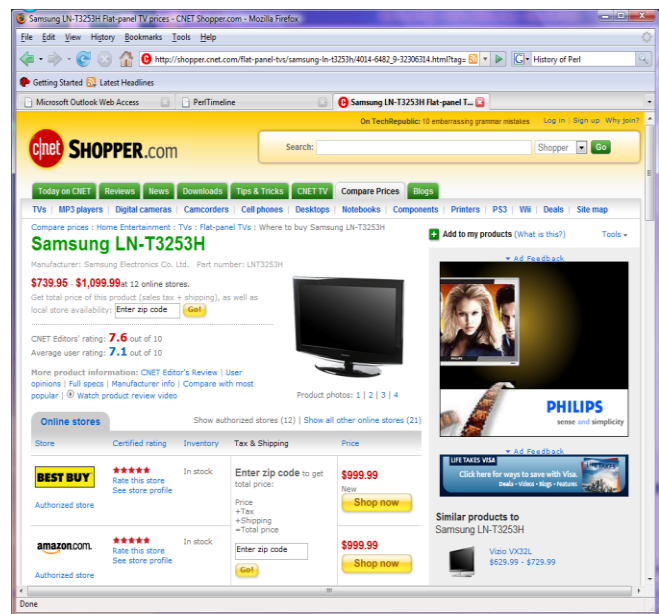 Samsung LN-T3253H Flat-panel TV prices - CNET Shopper.com - Mozilla Firefox
File Edit View History Bookmarks Tools Help
http://shopper.cnet.com/flat-panel-tvs/samsung-ln-t3253h/4014-6482_9-32306314.html?tag= G History of Perl
Getting Started Latest Headlines
Microsoft Outlook Web Access PerlTimeline Samsung LN-T3253H Flat-panel T...
On TechRepublic: 10 embarrassing grammar mistakes Log in | Sign up Why join?
c|net SHOPPER.com Search: Shopper Go
Today on CNET Reviews News Downloads Tips & Tricks CNET TV Compare Prices Blogs
TVs | MP3 players | Digital cameras | Camcorders | Cell phones | Desktops | Notebooks | Components | Printers | PS3 | Wii | Deals | Site map
Compare prices : Home Entertainment : TVs : Flat-panel TVs : Where to buy Samsung LN-T3253H
Samsung LN-T3253H
Manufacturer: Samsung Electronics Co. Ltd. Part number: LNT3253H
$739.95 - $1,099.99 at 12 online stores.
Get total price of this product (sales tax + shipping), as well as
local store availability: Enter zip code Go!
CNET Editors' rating: 7.6 out of 10
Average user rating: 7.1 out of 10
More product information: CNET Editor's Review | User
opinions | Full specs | Manufacturer info | Compare with most
popular | Watch product review video
Product photos: 1 | 2 | 3 | 4
Add to my products (What is this?) Tools
Ad Feedback
PHILIPS
sense and simplicity
Online stores Show authorized stores (12) | Show all other online stores (21)
Store Certified rating Inventory Tax & Shipping Price
BEST BUY
Authorized store
Rate this store
See store profile
In stock
Enter zip code to get
total price:
Price
+Tax
+Shipping
=Total price
$999.99
New
Shop now
amazon.com.
Authorized store
Rate this store
See store profile
In stock
Enter zip code
Go!
$999.99
Shop now
Ad Feedback
LIFE TAKES VISA
Click here for ways to save with Visa.
Deals - Videos - Blogs - Features
Similar products to
Samsung LN-T3253H
Vizio VX32L
$629.99 - $729.99
Done